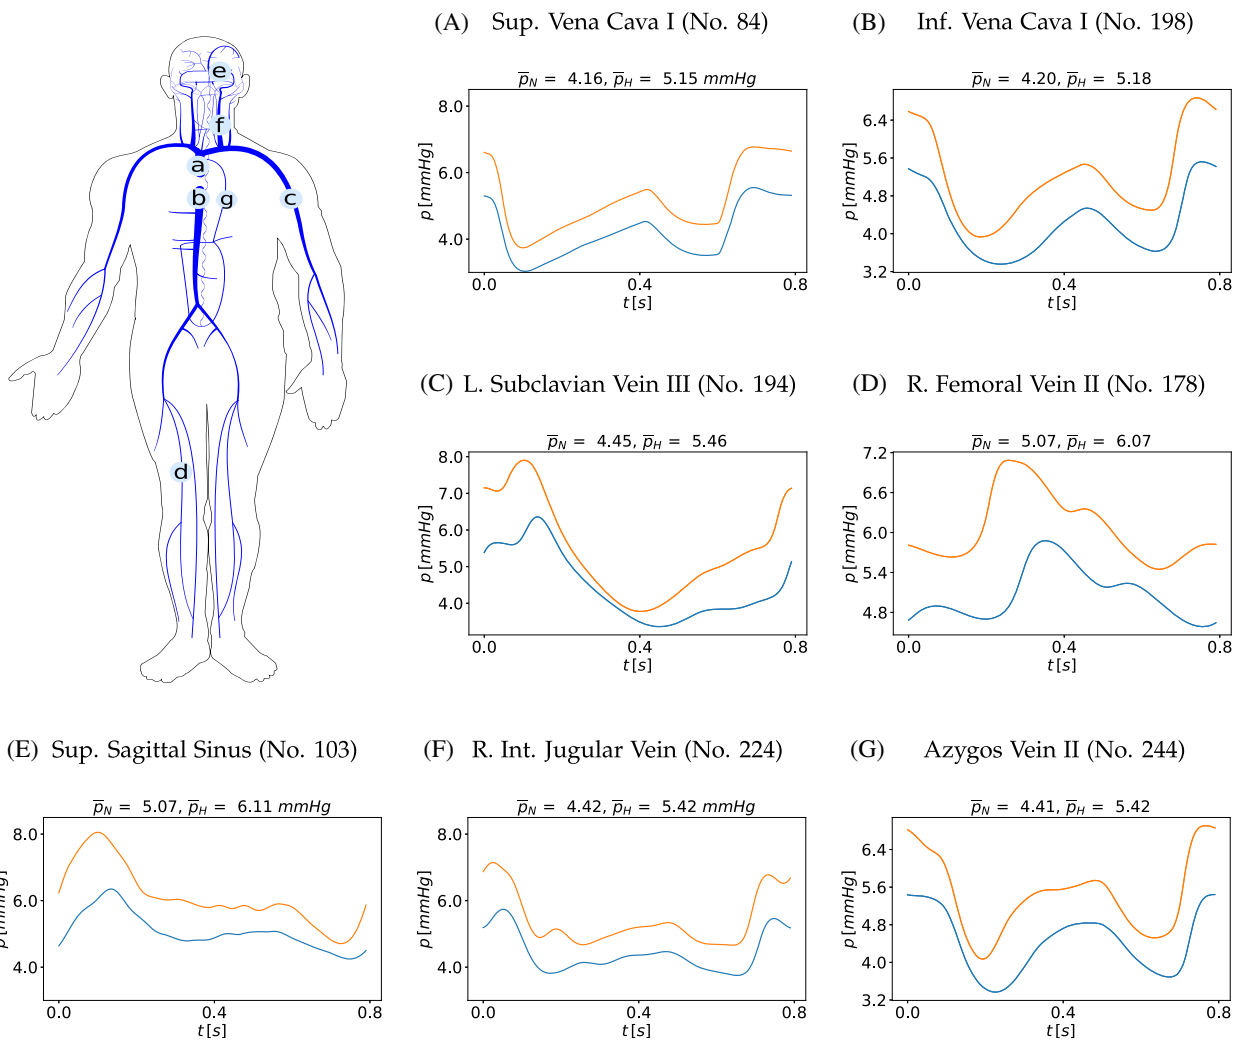 (A) Sup. Vena Cava I (No. 84)
p̅N = 4.16, p̅H = 5.15 mmHg
8.0
6.0
4.0
p [mmHg]
0.0 0.4 0.8
t [s]
(B) Inf. Vena Cava I (No. 198)
p̅N = 4.20, p̅H = 5.18
6.4
5.6
4.8
4.0
3.2
p [mmHg]
0.0 0.4 0.8
t [s]
e
f
a
b
g
c
d
(C) L. Subclavian Vein III (No. 194)
p̅N = 4.45, p̅H = 5.46
8.0
7.0
6.0
5.0
4.0
p [mmHg]
0.0 0.4 0.8
t [s]
(D) R. Femoral Vein II (No. 178)
p̅N = 5.07, p̅H = 6.07
7.2
6.6
6.0
5.4
4.8
p [mmHg]
0.0 0.4 0.8
t [s]
(E) Sup. Sagittal Sinus (No. 103)
p̅N = 5.07, p̅H = 6.11 mmHg
8.0
6.0
4.0
p [mmHg]
0.0 0.4 0.8
t [s]
(F) R. Int. Jugular Vein (No. 224)
p̅N = 4.42, p̅H = 5.42 mmHg
8.0
6.0
4.0
p [mmHg]
0.0 0.4 0.8
t [s]
(G) Azygos Vein II (No. 244)
p̅N = 4.41, p̅H = 5.42
6.4
5.6
4.8
4.0
3.2
p [mmHg]
0.0 0.4 0.8
t [s]